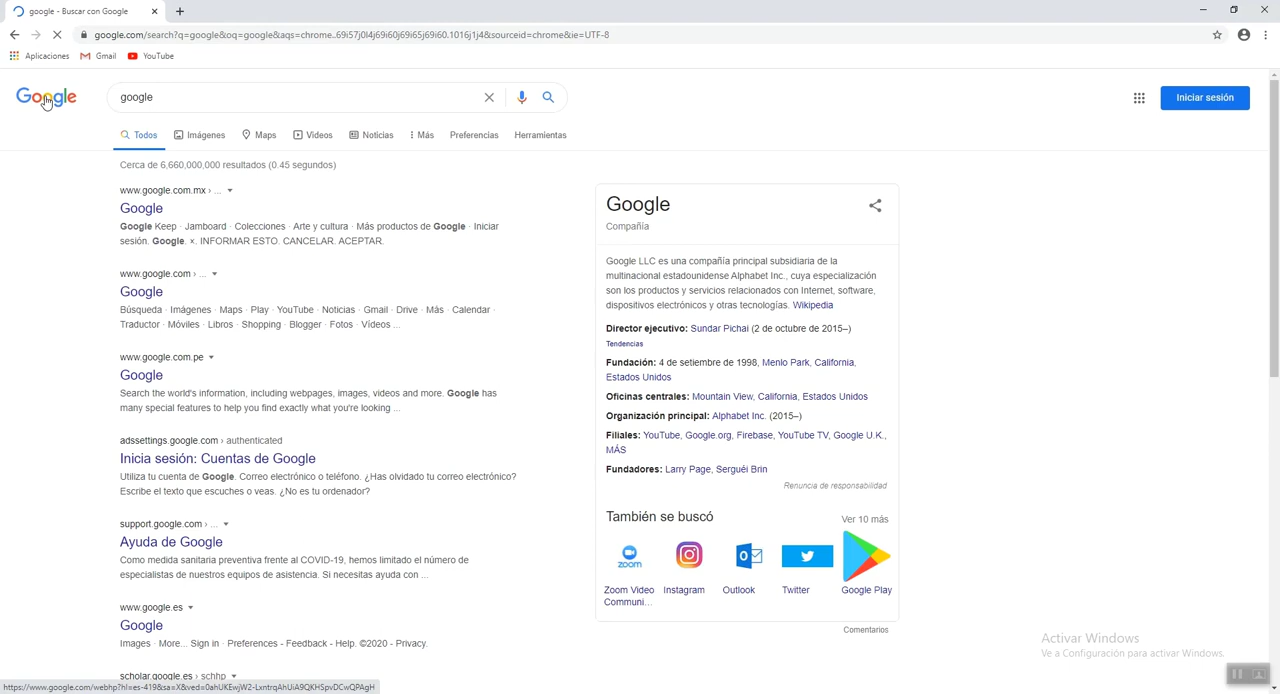 google - Buscar con Google
google.com/search?q=google&oq=google&aqs=chrome..69i57j0l4j69i60j69i65j69i60.1016j1j4&sourceid=chrome&ie=UTF-8
Aplicaciones Gmail YouTube
Google google Iniciar sesión
Todos Imágenes Maps Videos Noticias Más Preferencias Herramientas
Cerca de 6,660,000,000 resultados (0.45 segundos)
www.google.com.mx › ...
Google
Google Keep · Jamboard · Colecciones · Arte y cultura · Más productos de Google · Iniciar
sesión. Google. ×. INFORMAR ESTO. CANCELAR. ACEPTAR.
www.google.com › ...
Google
Búsqueda · Imágenes · Maps · Play · YouTube · Noticias · Gmail · Drive · Más · Calendar ·
Traductor · Móviles · Libros · Shopping · Blogger · Fotos · Vídeos ...
www.google.com.pe
Google
Search the world's information, including webpages, images, videos and more. Google has
many special features to help you find exactly what you're looking ...
adssettings.google.com › authenticated
Inicia sesión: Cuentas de Google
Utiliza tu cuenta de Google. Correo electrónico o teléfono. ¿Has olvidado tu correo electrónico?
Escribe el texto que escuches o veas. ¿No es tu ordenador?
support.google.com › ...
Ayuda de Google
Como medida sanitaria preventiva frente al COVID-19, hemos limitado el número de
especialistas de nuestros equipos de asistencia. Si necesitas ayuda con ...
www.google.es
Google
Images · More... Sign in · Preferences - Feedback - Help. ©2020 - Privacy.
scholar.google.es › schhp
Google
Compañía
Google LLC es una compañía principal subsidiaria de la
multinacional estadounidense Alphabet Inc., cuya especialización
son los productos y servicios relacionados con Internet, software,
dispositivos electrónicos y otras tecnologías. Wikipedia
Director ejecutivo: Sundar Pichai (2 de octubre de 2015–)
Tendencias
Fundación: 4 de setiembre de 1998, Menlo Park, California,
Estados Unidos
Oficinas centrales: Mountain View, California, Estados Unidos
Organización principal: Alphabet Inc. (2015–)
Filiales: YouTube, Google.org, Firebase, YouTube TV, Google U.K.,
MÁS
Fundadores: Larry Page, Serguéi Brin
Renuncia de responsabilidad
También se buscó Ver 10 más
zoom
Zoom Video Instagram Outlook Twitter Google Play
Communi...
Comentarios
Activar Windows
Ve a Configuración para activar Windows.
https://www.google.com/webhp?hl=es-419&sa=X&ved=0ahUKEwjW2-LxntrqAhUiA9QKHSpvDCwQPAgH